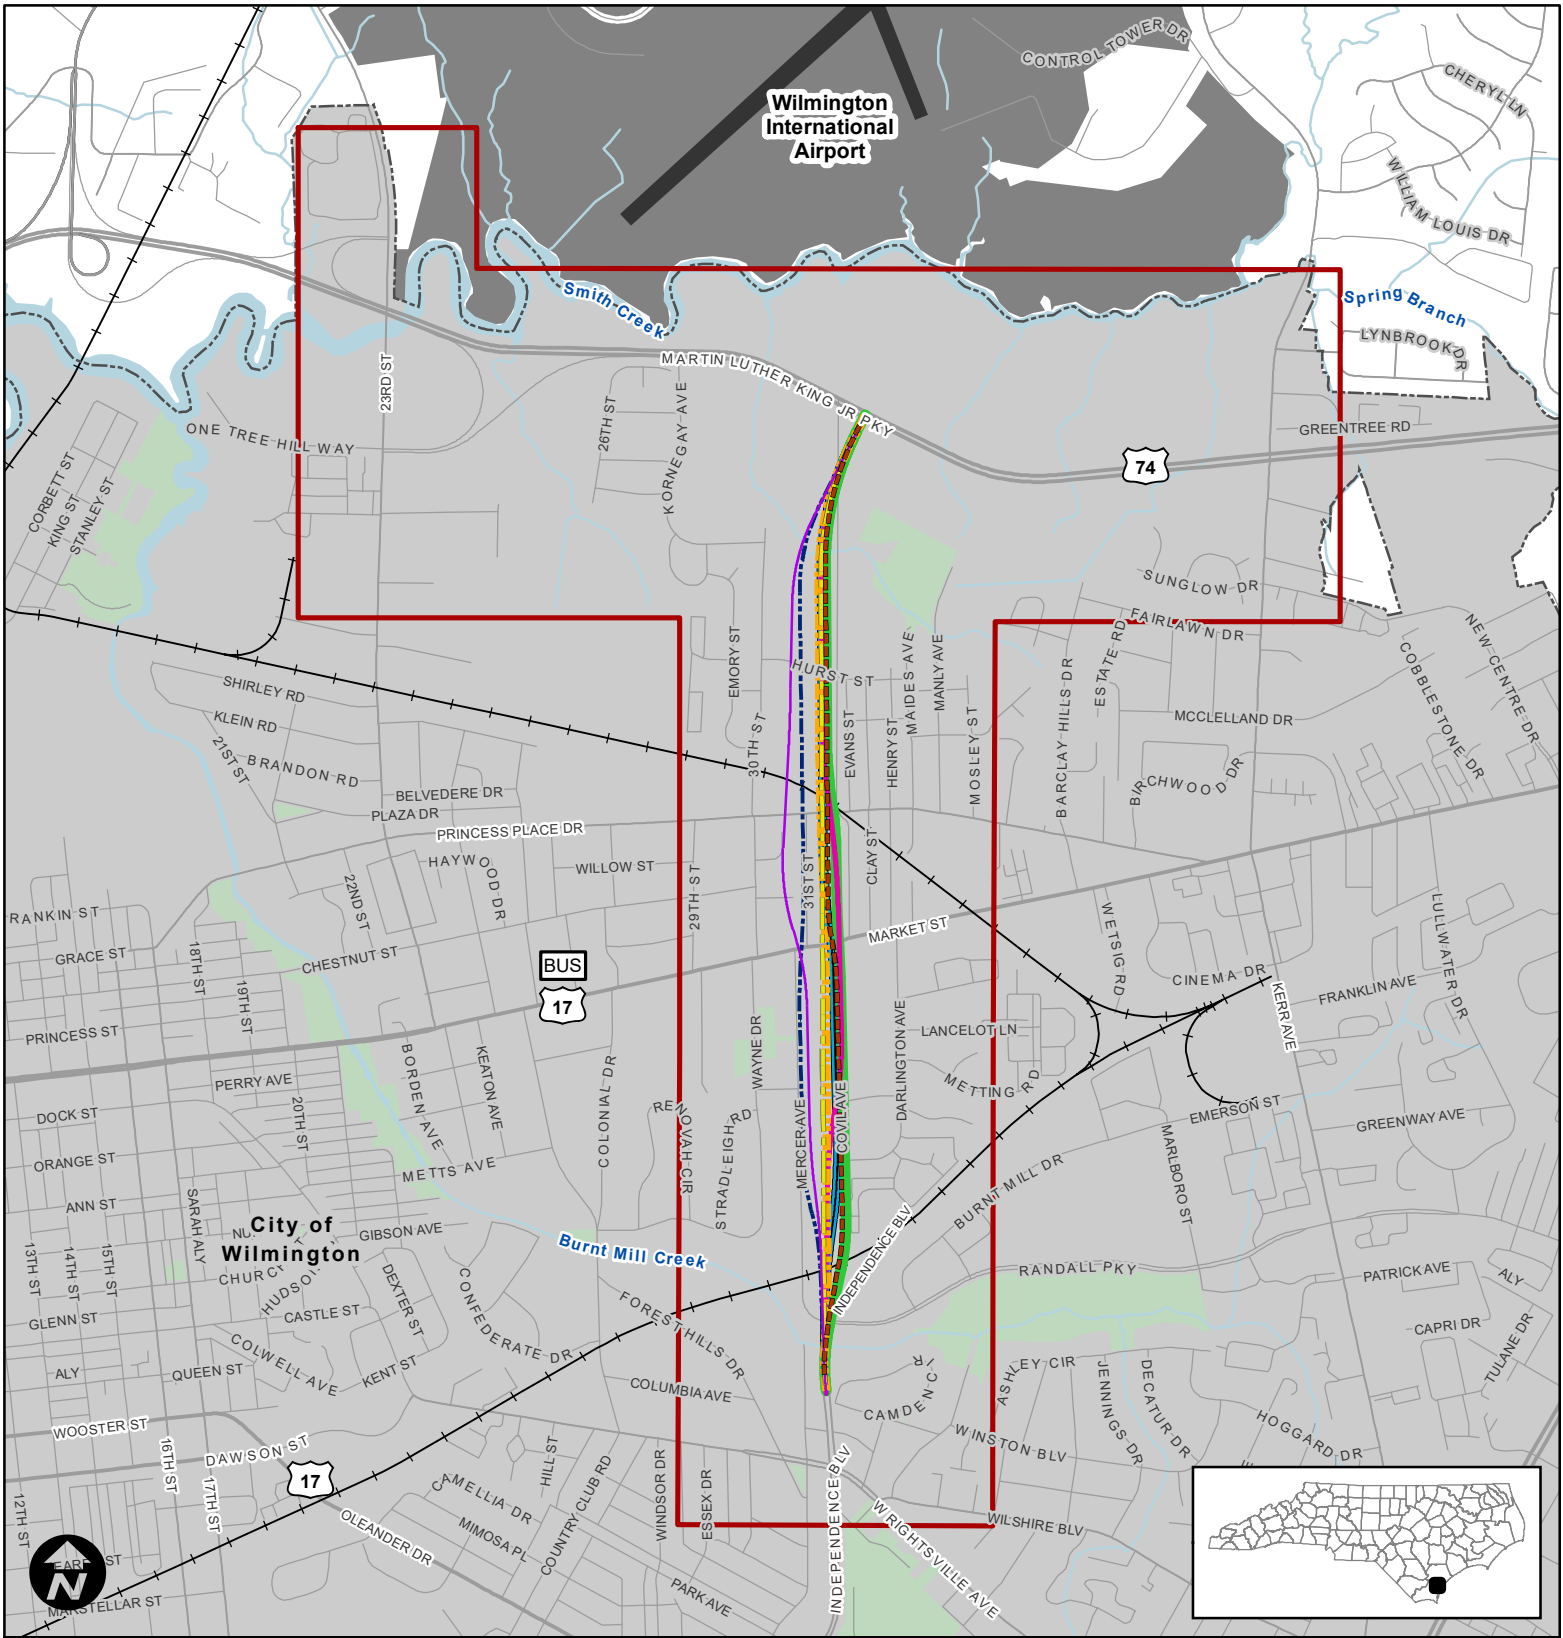 CONTROL TOWER DR
CHERYL LN
Wilmington
International
Airport
WILLIAM LOUIS DR
Smith Creek
Spring Branch
LYNBROOK DR
MARTIN LUTHER KING JR PKY
23RD ST
26TH ST
KORNEGAY AVE
ONE TREE HILL WAY
GREENTREE RD
74
CORBETT ST
KING ST
STANLEY ST
SUNGLOW DR
FAIRLAWN DR
NEW CENTRE DR
COBBLESTONE DR
EMORY ST
HURST ST
MAIDES AVE
MANLY AVE
ESTATE RD
BARCLAY HILLS DR
SHIRLEY RD
KLEIN RD
21ST ST
BRANDON RD
30TH ST
EVANS ST
HENRY ST
MOSLEY ST
MCCLELLAND DR
BIRCHWOOD DR
BELVEDERE DR
PLAZA DR
PRINCESS PLACE DR
HAYWOOD DR
WILLOW ST
22ND ST
29TH ST
31ST ST
CLAY ST
RANKIN ST
GRACE ST
18TH ST
19TH ST
CHESTNUT ST
MARKET ST
WETSIG RD
LULLWATER DR
BUS
17
CINEMA DR
KERR AVE
FRANKLIN AVE
PRINCESS ST
BORDEN AVE
KEATON AVE
WAYNE DR
DARLINGTON AVE
LANCELOT LN
PERRY AVE
METTING RD
EMERSON ST
GREENWAY AVE
DOCK ST
20TH ST
COLONIAL DR
RENOVAH CIR
STRADLEIGH RD
MERCER AVE
COVIL AVE
ORANGE ST
METTS AVE
BURNT MILL DR
MARLBORO ST
ANN ST
SARAH ALY
City of
Wilmington
GIBSON AVE
13TH ST
14TH ST
15TH ST
HUDSON
Burnt Mill Creek
INDEPENDENCE BLV
RANDALL PKY
PATRICK AVE
ALY
GLENN ST
CASTLE ST
DEXTER ST
CONFEDERATE DR
FOREST HILLS DR
CAPRI DR
TULANE DR
ALY
QUEEN ST
COLWELL AVE
KENT ST
COLUMBIA AVE
CAMDEN CIR
ASHLEY CIR
JENNINGS DR
DECATUR DR
WOOSTER ST
DAWSON ST
16TH ST
17TH ST
17
HILL ST
WINSTON BLV
HOGGARD DR
12TH ST
CAMELLIA DR
MIMOSA PL
COUNTRY CLUB RD
WINDSOR DR
ESSEX DR
INDEPENDENCE BLV
WRIGHTSVILLE AVE
WILSHIRE BLV
OLEANDER DR
PARK AVE
MARSTELLAR ST
N